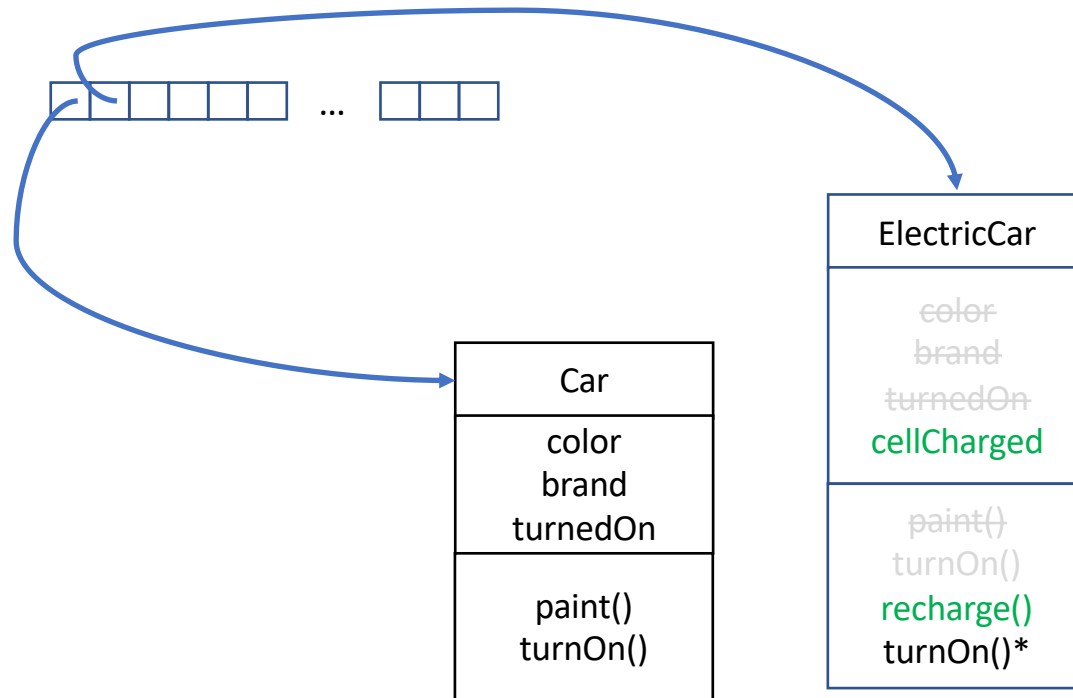 ...
ElectricCar
color
brand
turnedOn
cellCharged
paint()
turnOn()
recharge()
turnOn()*
Car
color
brand
turnedOn
paint()
turnOn()